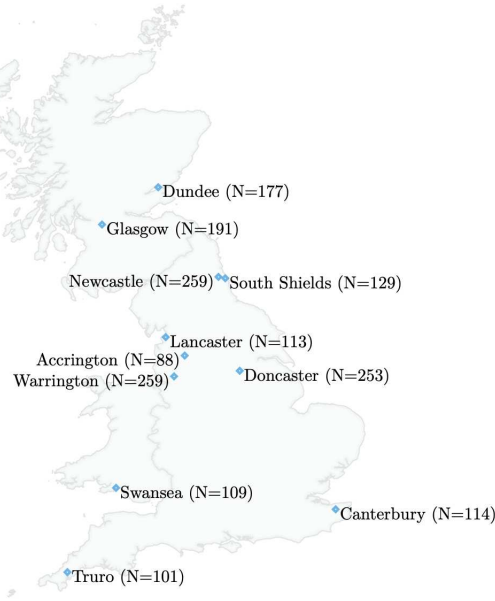 Dundee (N=177)
Glasgow (N=191)
Newcastle (N=259)
South Shields (N=129)
Lancaster (N=113)
Accrington (N=88)
Warrington (N=259)
Doncaster (N=253)
Swansea (N=109)
Canterbury (N=114)
Truro (N=101)